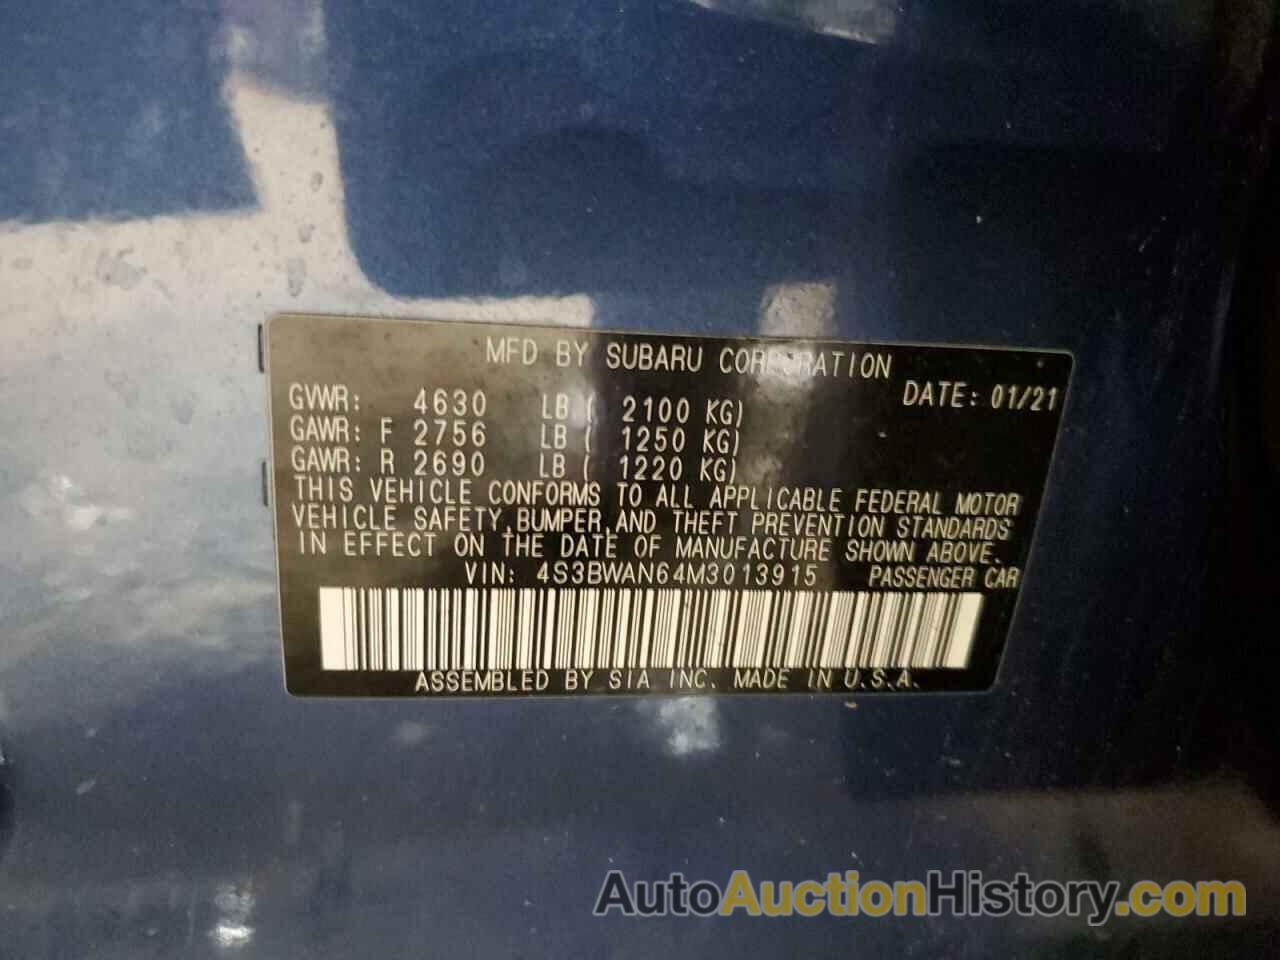 MFD BY SUBARU CORPORATION
GVWR: 4630 LB ( 2100 KG) DATE: 01/21
GAWR: F 2756 LB ( 1250 KG)
GAWR: R 2690 LB ( 1220 KG)
THIS VEHICLE CONFORMS TO ALL APPLICABLE FEDERAL MOTOR
VEHICLE SAFETY, BUMPER, AND THEFT PREVENTION STANDARDS
IN EFFECT ON THE DATE OF MANUFACTURE SHOWN ABOVE.
VIN: 4S3BWAN64M3013915 PASSENGER CAR
ASSEMBLED BY SIA INC. MADE IN U.S.A.
AutoAuctionHistory.com